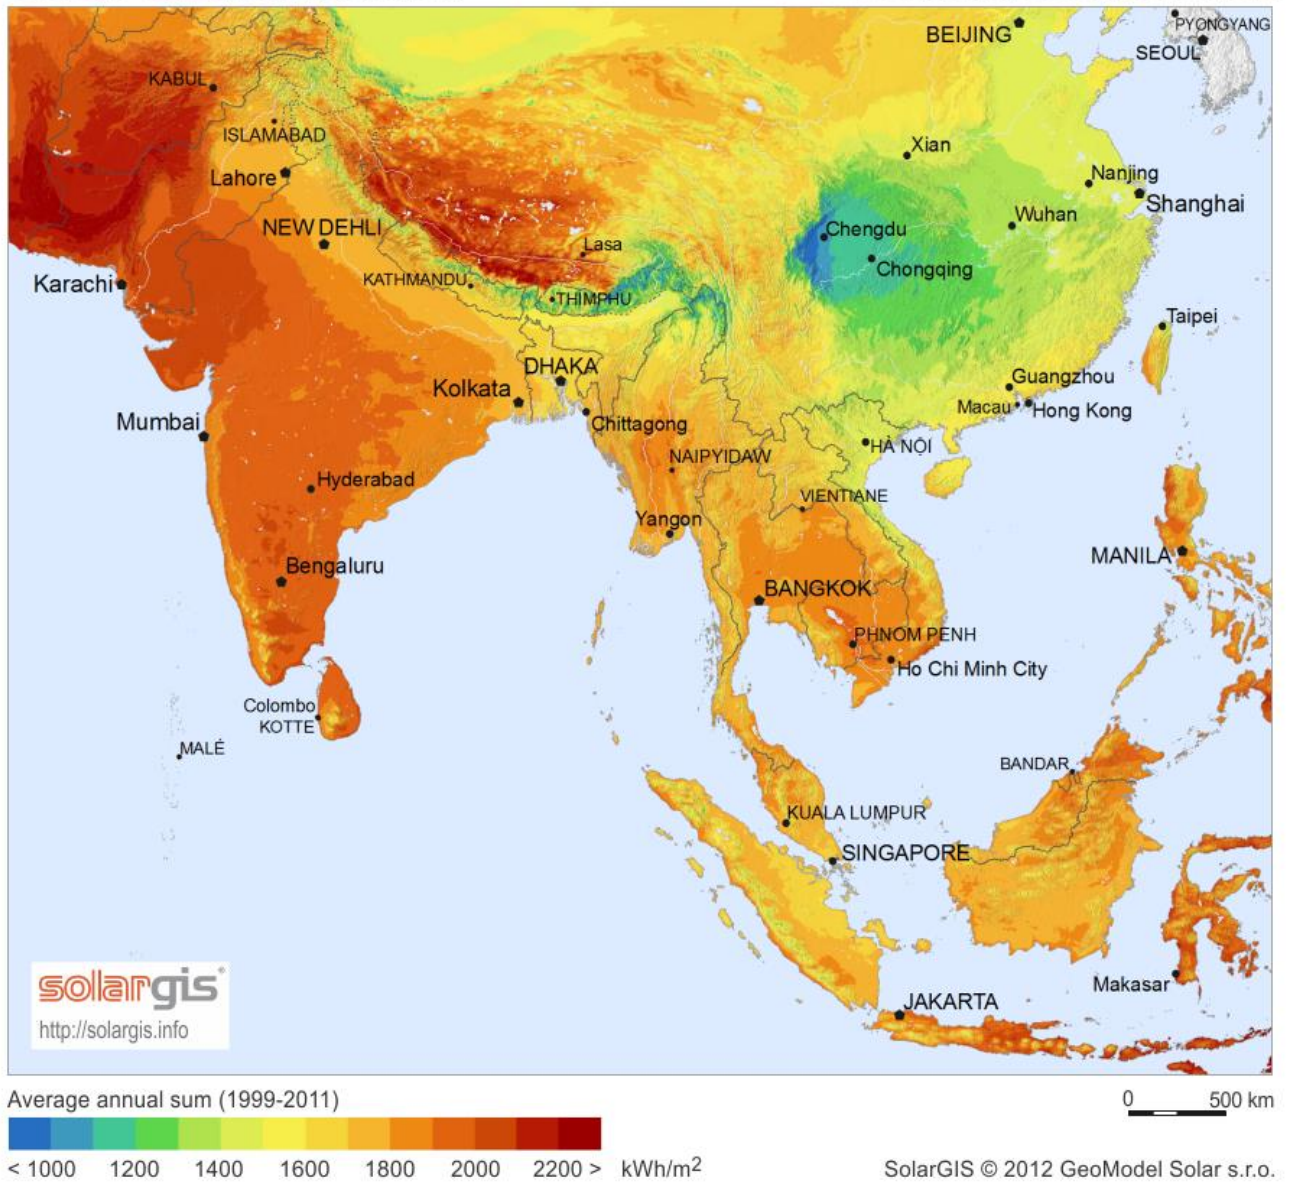 BEIJING
PYONGYANG
SEOUL
KABUL
ISLAMABAD
Xian
Lahore
Nanjing
Shanghai
NEW DEHLI
Wuhan
Chengdu
Lasa
Chongqing
Karachi
KATHMANDU
THIMPHU
Taipei
DHAKA
Guangzhou
Kolkata
Macau
Hong Kong
Mumbai
Chittagong
HÀ NỘI
NAIPYIDAW
Hyderabad
VIENTIANE
Yangon
MANILA
Bengaluru
BANGKOK
PHNOM PENH
Ho Chi Minh City
Colombo
KOTTE
MALÉ
BANDAR
KUALA LUMPUR
SINGAPORE
Makasar
JAKARTA
solargis®
http://solargis.info
Average annual sum (1999-2011)
0 500 km
< 1000 1200 1400 1600 1800 2000 2200 > kWh/m²
SolarGIS © 2012 GeoModel Solar s.r.o.